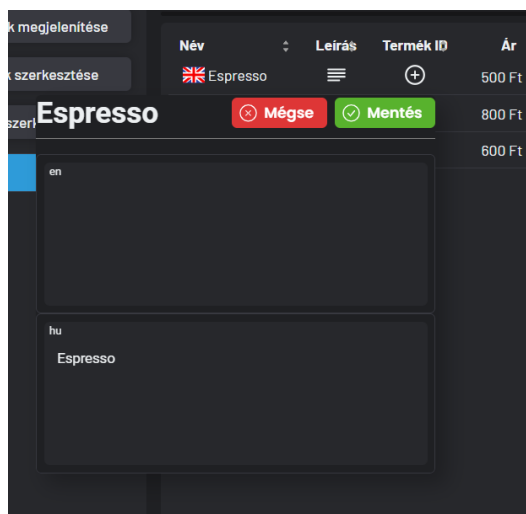 k megjelenítése
Név Leírás Termék ID Ár
k szerkesztése
Espresso 500 Ft
szerk
Espresso Mégse Mentés 800 Ft
600 Ft
en
hu
Espresso